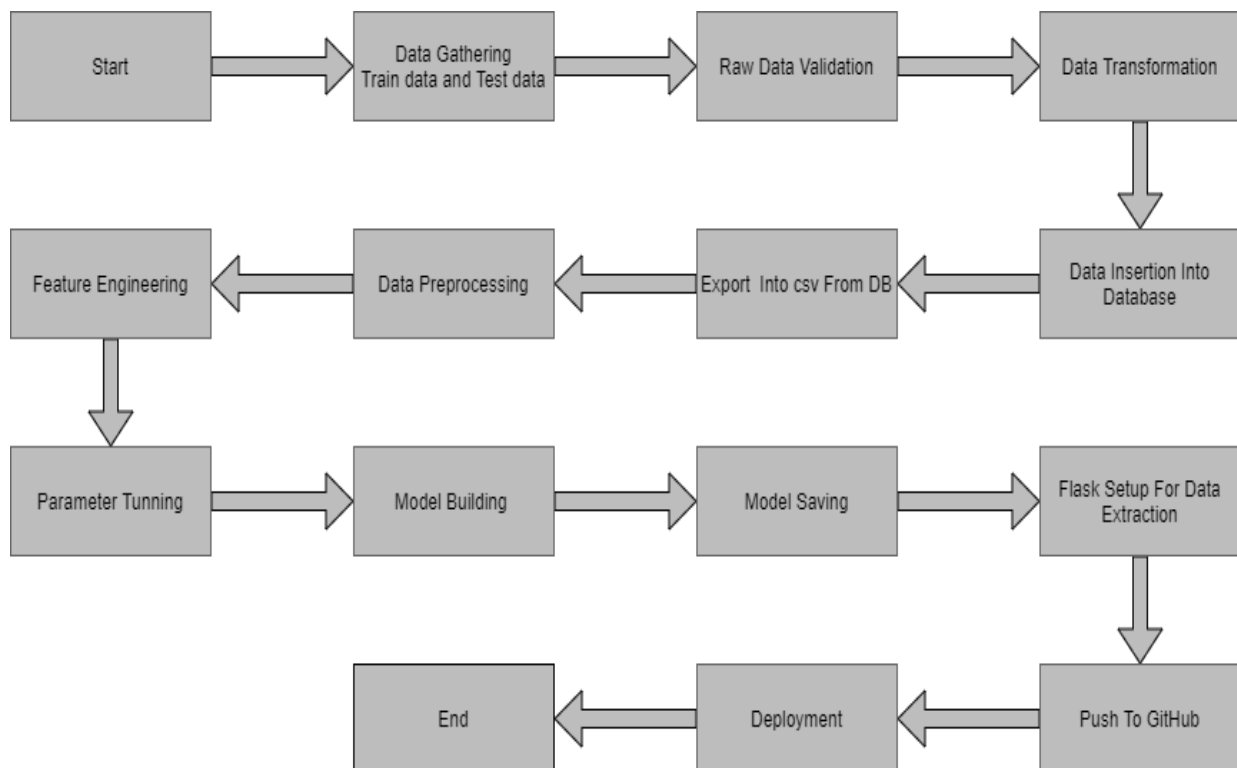 Start
Data Gathering
Train data and Test data
Raw Data Validation
Data Transformation
Data Insertion Into
Database
Export  Into csv From DB
Data Preprocessing
Feature Engineering
Parameter Tunning
Model Building
Model Saving
Flask Setup For Data
Extraction
Push To GitHub
Deployment
End